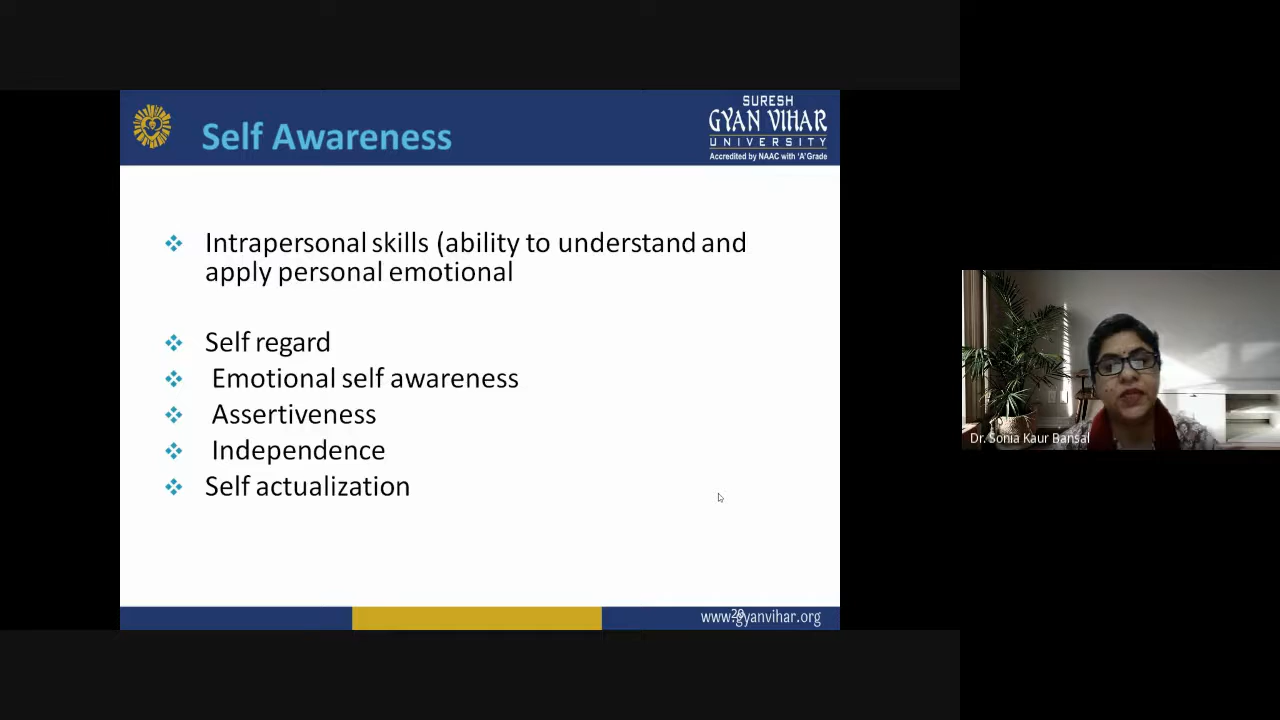 Self Awareness
SURESH
GYAN VIHAR
UNIVERSITY
Accredited by NAAC with 'A' Grade
Intrapersonal skills (ability to understand and
apply personal emotional
Self regard
Emotional self awareness
Assertiveness
Independence
Self actualization
Dr. Sonia Kaur Bansal
www.gyanvihar.org